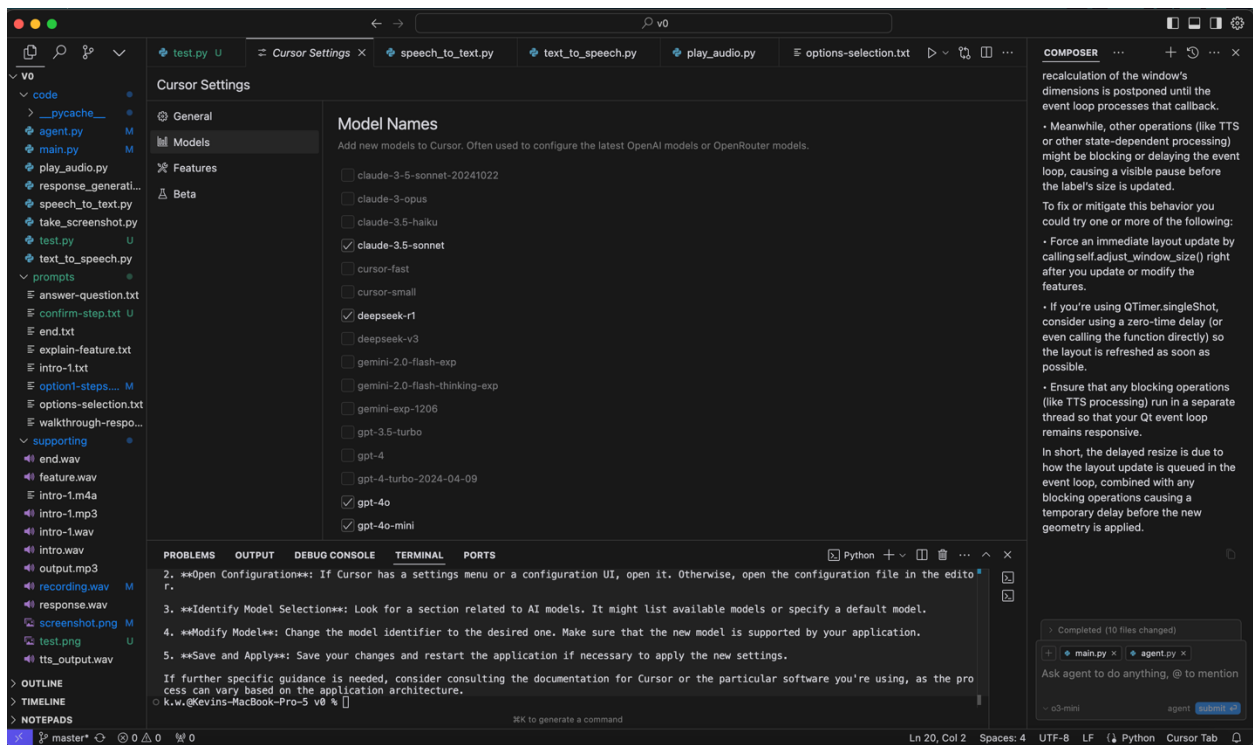 v0
test.py U
Cursor Settings
speech_to_text.py
text_to_speech.py
play_audio.py
options-selection.txt
V0
code
__pycache__
agent.py M
main.py M
play_audio.py
response_generati...
speech_to_text.py
take_screenshot.py
test.py U
text_to_speech.py
prompts
answer-question.txt
confirm-step.txt U
end.txt
explain-feature.txt
intro-1.txt
option1-steps.... M
options-selection.txt
walkthrough-respo...
supporting
end.wav
feature.wav
intro-1.m4a
intro-1.mp3
intro-1.wav
intro.wav
output.mp3
recording.wav M
response.wav
screenshot.png M
test.png U
tts_output.wav
OUTLINE
TIMELINE
NOTEPADS
Cursor Settings
General
Models
Features
Beta
Model Names
Add new models to Cursor. Often used to configure the latest OpenAI models or OpenRouter models.
claude-3-5-sonnet-20241022
claude-3-opus
claude-3.5-haiku
claude-3.5-sonnet
cursor-fast
cursor-small
deepseek-r1
deepseek-v3
gemini-2.0-flash-exp
gemini-2.0-flash-thinking-exp
gemini-exp-1206
gpt-3.5-turbo
gpt-4
gpt-4-turbo-2024-04-09
gpt-4o
gpt-4o-mini
PROBLEMS OUTPUT DEBUG CONSOLE TERMINAL PORTS
Python
2. **Open Configuration**: If Cursor has a settings menu or a configuration UI, open it. Otherwise, open the configuration file in the edito
r.
3. **Identify Model Selection**: Look for a section related to AI models. It might list available models or specify a default model.
4. **Modify Model**: Change the model identifier to the desired one. Make sure that the new model is supported by your application.
5. **Save and Apply**: Save your changes and restart the application if necessary to apply the new settings.
If further specific guidance is needed, consider consulting the documentation for Cursor or the particular software you're using, as the pro
cess can vary based on the application architecture.
k.w.@Kevins-MacBook-Pro-5 v0 %
⌘K to generate a command
COMPOSER
recalculation of the window's
dimensions is postponed until the
event loop processes that callback.
• Meanwhile, other operations (like TTS
or other state-dependent processing)
might be blocking or delaying the event
loop, causing a visible pause before
the label's size is updated.
To fix or mitigate this behavior you
could try one or more of the following:
• Force an immediate layout update by
calling self.adjust_window_size() right
after you update or modify the
features.
• If you're using QTimer.singleShot,
consider using a zero-time delay (or
even calling the function directly) so
the layout is refreshed as soon as
possible.
• Ensure that any blocking operations
(like TTS processing) run in a separate
thread so that your Qt event loop
remains responsive.
In short, the delayed resize is due to
how the layout update is queued in the
event loop, combined with any
blocking operations causing a
temporary delay before the new
geometry is applied.
Completed (10 files changed)
main.py
agent.py
Ask agent to do anything, @ to mention
o3-mini
agent submit
master* 0 0 0
Ln 20, Col 2 Spaces: 4 UTF-8 LF Python Cursor Tab